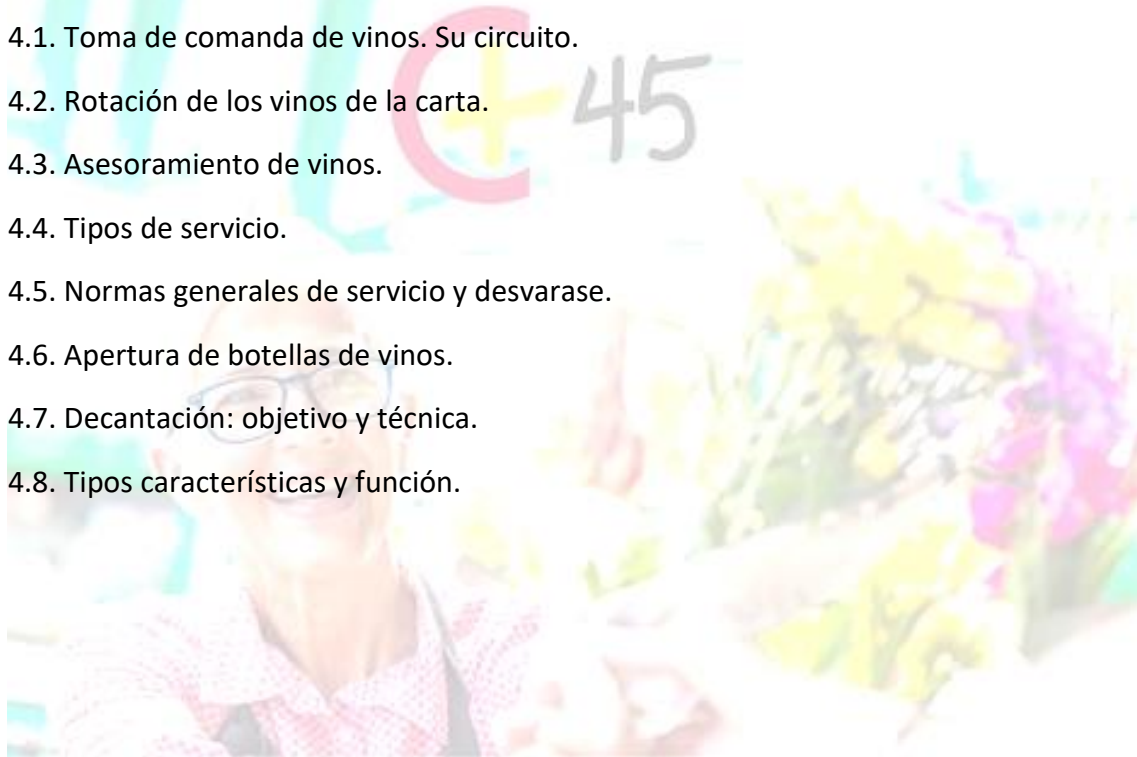 4.1. Toma de comanda de vinos. Su circuito.
4.2. Rotación de los vinos de la carta.
4.3. Asesoramiento de vinos.
4.4. Tipos de servicio.
4.5. Normas generales de servicio y desvarase.
4.6. Apertura de botellas de vinos.
4.7. Decantación: objetivo y técnica.
4.8. Tipos características y función.
C+45